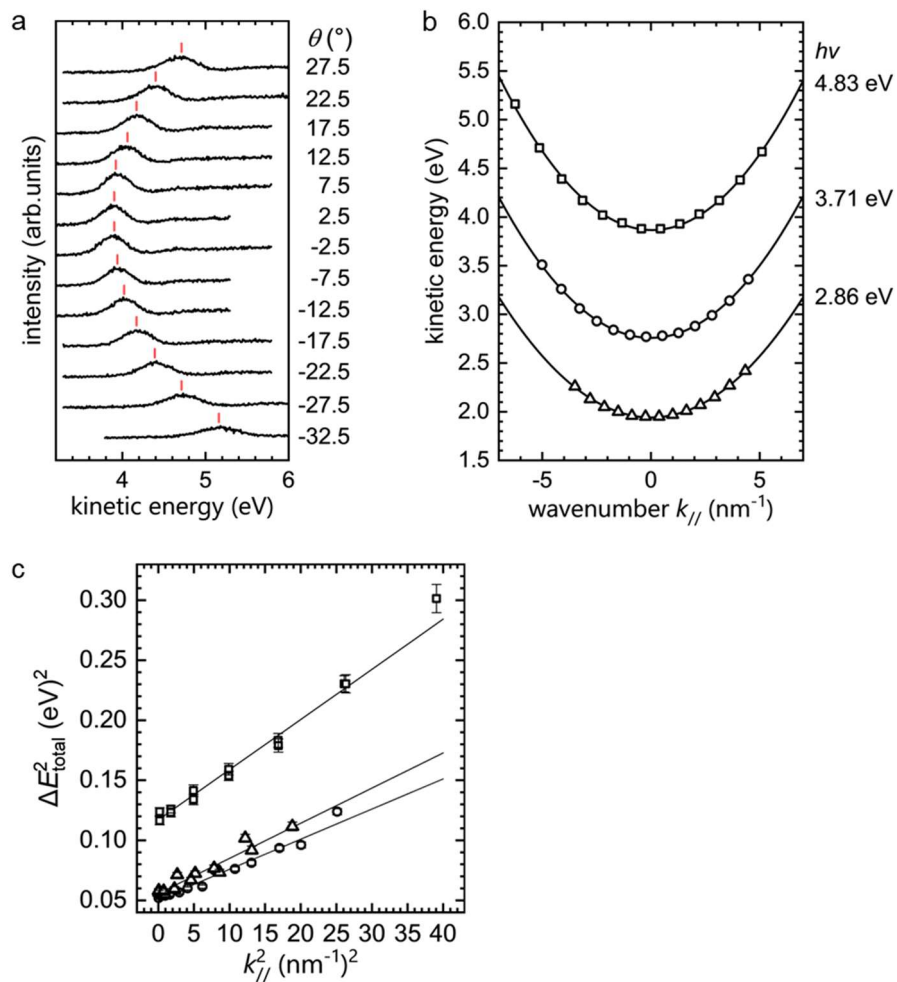 a
θ (°)
27.5
22.5
17.5
12.5
7.5
2.5
-2.5
-7.5
-12.5
-17.5
-22.5
-27.5
-32.5
intensity (arb.units)
4 5 6
kinetic energy (eV)
b
hν
4.83 eV
3.71 eV
2.86 eV
6.0
5.5
5.0
4.5
4.0
3.5
3.0
2.5
2.0
1.5
kinetic energy (eV)
-5 0 5
wavenumber k// (nm⁻¹)
c
0.30
0.25
0.20
0.15
0.10
0.05
ΔE²total (eV)²
0 5 10 15 20 25 30 35 40
k²// (nm⁻¹)²